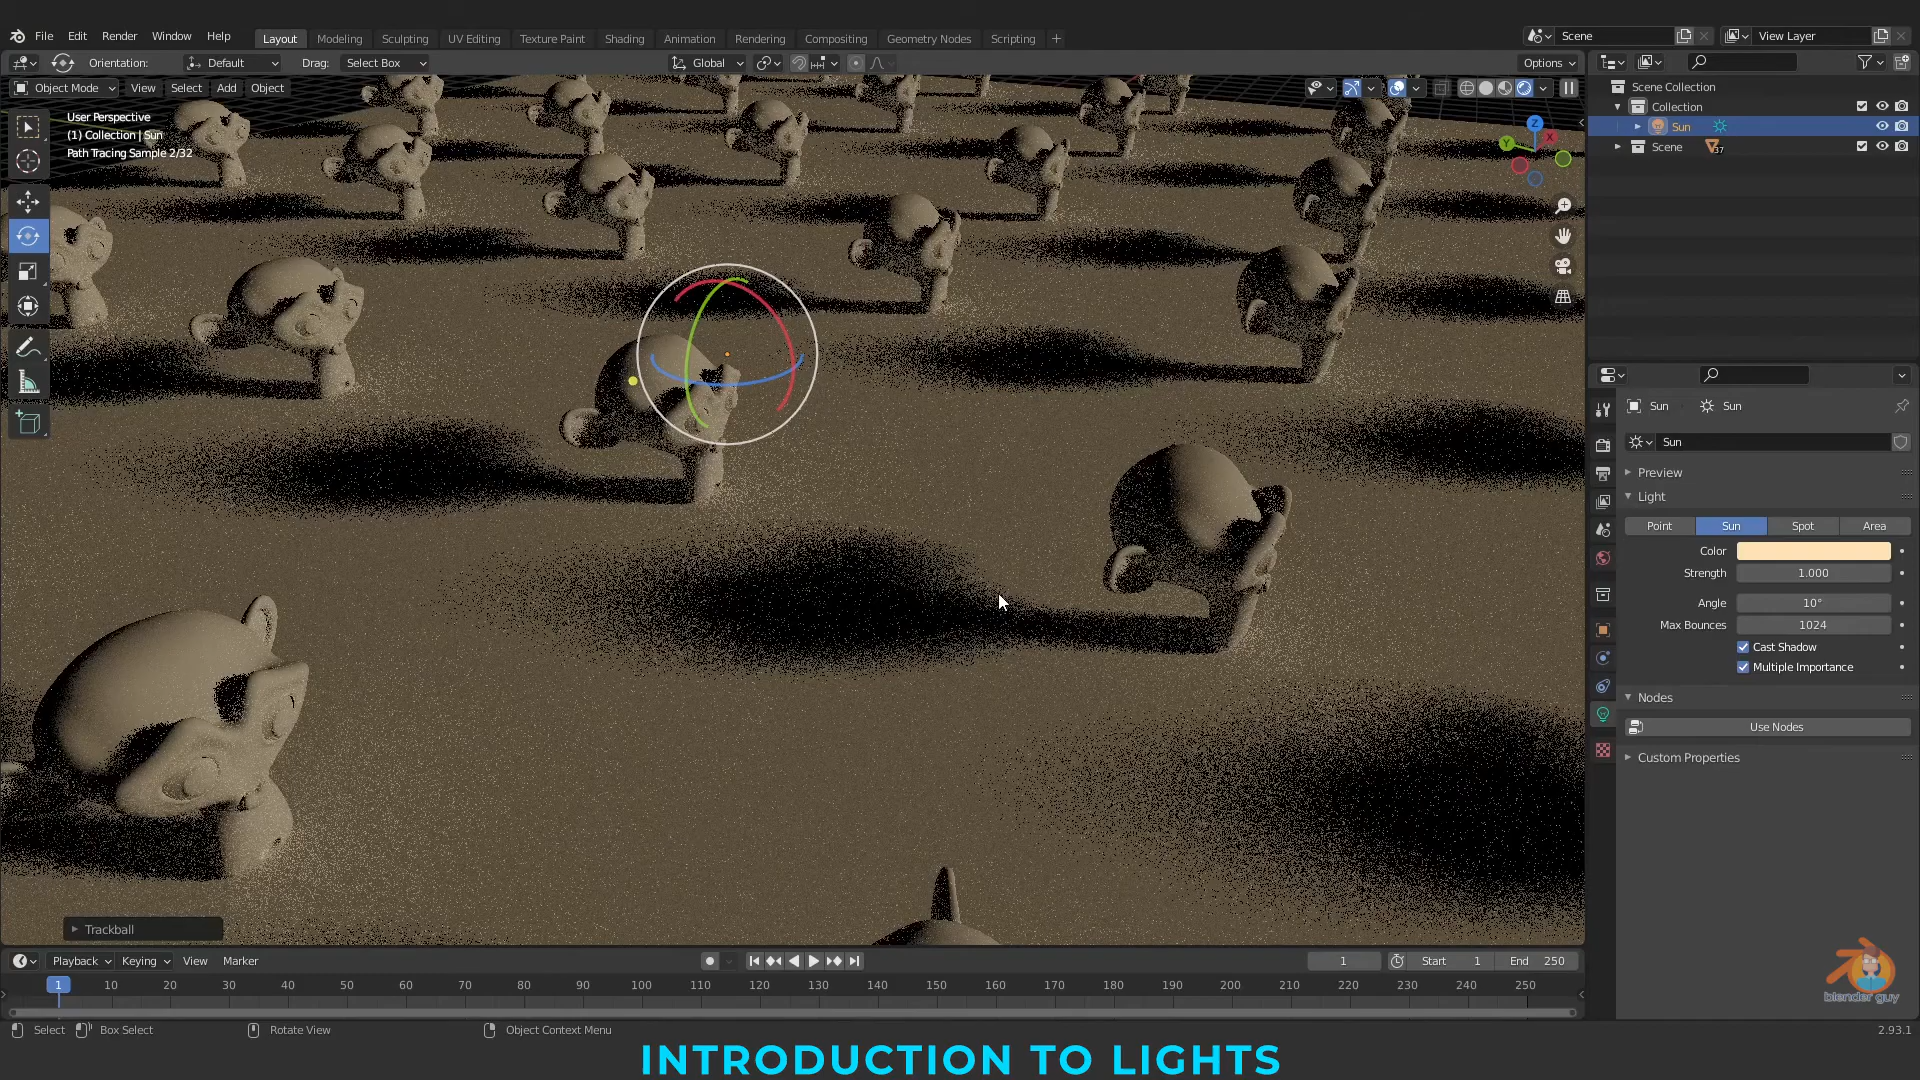 File Edit Render Window Help
Layout Modeling Sculpting UV Editing Texture Paint Shading Animation Rendering Compositing Geometry Nodes Scripting +
Scene View Layer
Orientation: Default Drag: Select Box Global Options
Object Mode View Select Add Object
User Perspective
(1) Collection | Sun
Path Tracing Sample 2/32
Z
X
Y
Scene Collection
Collection
Sun
Scene 37
Sun Sun
Sun
Preview
Light
Point Sun Spot Area
Color
Strength 1.000
Angle 10°
Max Bounces 1024
Cast Shadow
Multiple Importance
Nodes
Use Nodes
Custom Properties
Trackball
Playback Keying View Marker
1 Start 1 End 250
1 10 20 30 40 50 60 70 80 90 100 110 120 130 140 150 160 170 180 190 200 210 220 230 240 250
blender guy
Select Box Select Rotate View Object Context Menu 2.93.1
INTRODUCTION TO LIGHTS